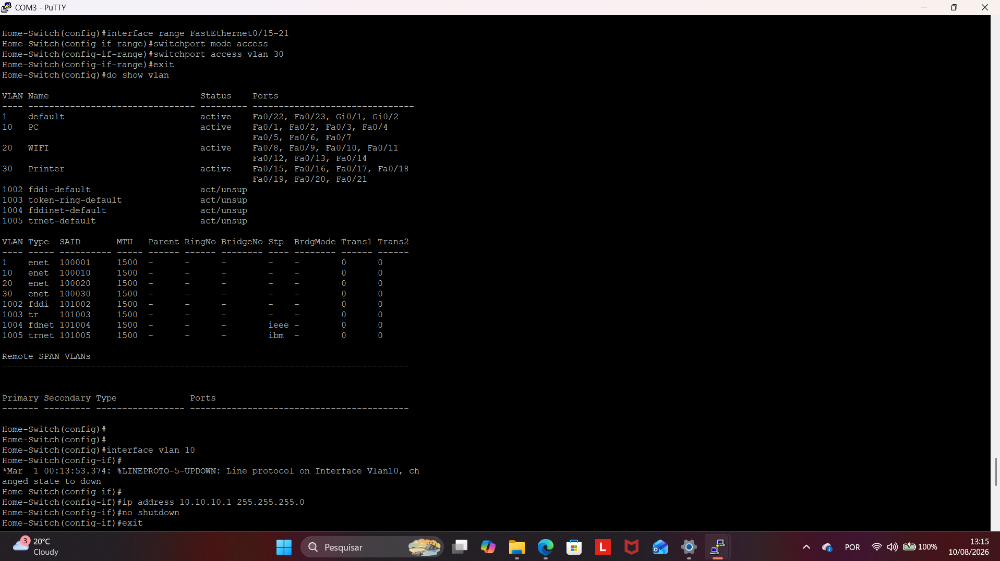 COM3 - PuTTY
Home-Switch(config)#interface range FastEthernet0/15-21
Home-Switch(config-if-range)#switchport mode access
Home-Switch(config-if-range)#switchport access vlan 30
Home-Switch(config-if-range)#exit
Home-Switch(config)#do show vlan
VLAN Name                             Status    Ports
---- -------------------------------- --------- -------------------------------
1    default                          active    Fa0/22, Fa0/23, Gi0/1, Gi0/2
10   PC                               active    Fa0/1, Fa0/2, Fa0/3, Fa0/4
                                                Fa0/5, Fa0/6, Fa0/7
20   WIFI                             active    Fa0/8, Fa0/9, Fa0/10, Fa0/11
                                                Fa0/12, Fa0/13, Fa0/14
30   Printer                          active    Fa0/15, Fa0/16, Fa0/17, Fa0/18
                                                Fa0/19, Fa0/20, Fa0/21
1002 fddi-default                     act/unsup
1003 token-ring-default               act/unsup
1004 fddinet-default                  act/unsup
1005 trnet-default                    act/unsup
VLAN Type  SAID       MTU   Parent RingNo BridgeNo Stp  BrdgMode Trans1 Trans2
---- ----- ---------- ----- ------ ------ -------- ---- -------- ------ ------
1    enet  100001     1500  -      -      -        -    -        0      0
10   enet  100010     1500  -      -      -        -    -        0      0
20   enet  100020     1500  -      -      -        -    -        0      0
30   enet  100030     1500  -      -      -        -    -        0      0
1002 fddi  101002     1500  -      -      -        -    -        0      0
1003 tr    101003     1500  -      -      -        -    -        0      0
1004 fdnet 101004     1500  -      -      -        ieee -        0      0
1005 trnet 101005     1500  -      -      -        ibm  -        0      0
Remote SPAN VLANs
------------------------------------------------------------------------------
Primary Secondary Type              Ports
------- --------- ----------------- ------------------------------------------
Home-Switch(config)#
Home-Switch(config)#
Home-Switch(config)#interface vlan 10
Home-Switch(config-if)#
*Mar  1 00:13:53.374: %LINEPROTO-5-UPDOWN: Line protocol on Interface Vlan10, ch
anged state to down
Home-Switch(config-if)#
Home-Switch(config-if)#ip address 10.10.10.1 255.255.255.0
Home-Switch(config-if)#no shutdown
Home-Switch(config-if)#exit
3
20°C
Cloudy
Pesquisar
L
POR
100%
13:15
10/08/2026